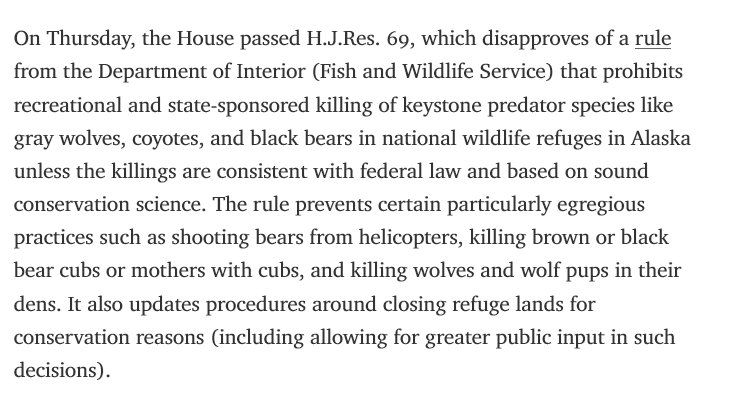 On Thursday, the House passed H.J.Res. 69, which disapproves of a rule
from the Department of Interior (Fish and Wildlife Service) that prohibits
recreational and state-sponsored killing of keystone predator species like
gray wolves, coyotes, and black bears in national wildlife refuges in Alaska
unless the killings are consistent with federal law and based on sound
conservation science. The rule prevents certain particularly egregious
practices such as shooting bears from helicopters, killing brown or black
bear cubs or mothers with cubs, and killing wolves and wolf pups in their
dens. It also updates procedures around closing refuge lands for
conservation reasons (including allowing for greater public input in such
decisions).